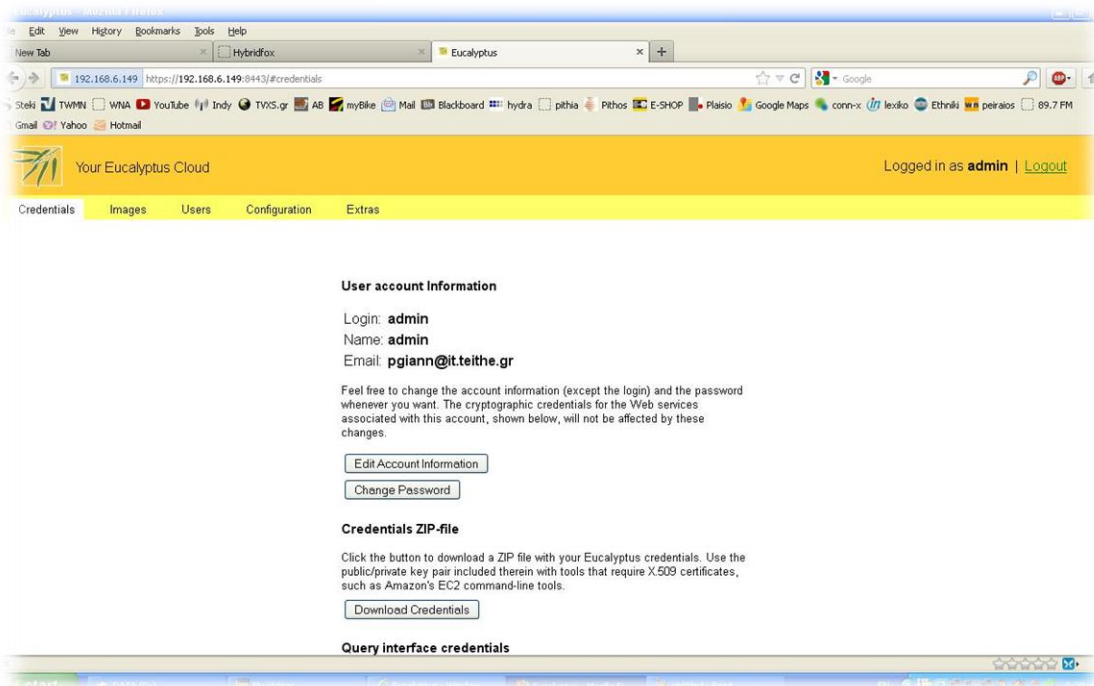 Eucalyptus - Mozilla Firefox
Edit View History Bookmarks Tools Help
New Tab
Hybridfox
Eucalyptus
192.168.6.149 https://192.168.6.149:8443/#credentials
Google
ABP
Steki TWMN WNA YouTube Indy TVXS.gr AB myBike Mail Blackboard hydra pithia Pithos E-SHOP Plaisio Google Maps conn-x lexiko Ethniki peiraios 89.7 FM
Gmail Yahoo Hotmail
Your Eucalyptus Cloud
Logged in as admin | Logout
Credentials Images Users Configuration Extras
User account Information
Login: admin
Name: admin
Email: pgiann@it.teithe.gr
Feel free to change the account information (except the login) and the password
whenever you want. The cryptographic credentials for the Web services
associated with this account, shown below, will not be affected by these
changes.
Edit Account Information
Change Password
Credentials ZIP-file
Click the button to download a ZIP file with your Eucalyptus credentials. Use the
public/private key pair included therein with tools that require X.509 certificates,
such as Amazon's EC2 command-line tools.
Download Credentials
Query interface credentials
start